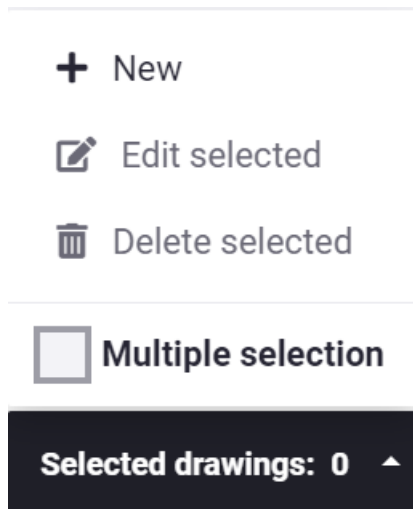 New
Edit selected
Delete selected
Multiple selection
Selected drawings: 0